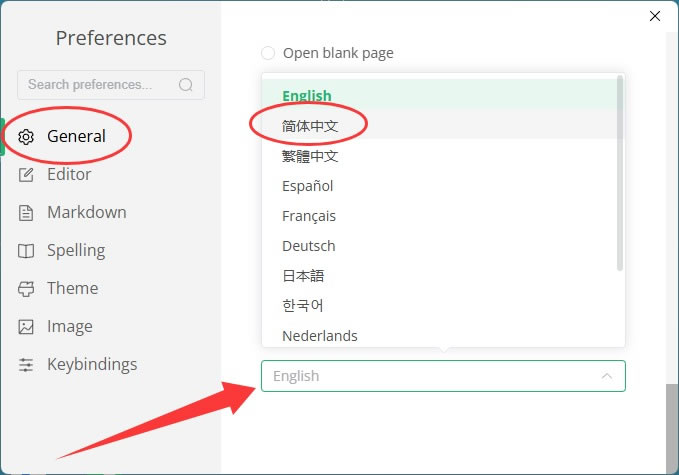 Preferences
Search preferences...
General
Editor
Markdown
Spelling
Theme
Image
Keybindings
Open blank page
English
简体中文
繁體中文
Español
Français
Deutsch
日本語
한국어
Nederlands
English